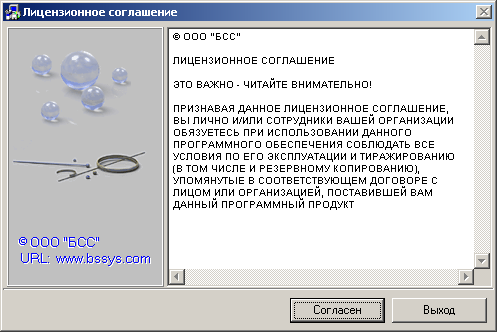 Лицензионное соглашение
© ООО "БСС"
ЛИЦЕНЗИОННОЕ СОГЛАШЕНИЕ
ЭТО ВАЖНО - ЧИТАЙТЕ ВНИМАТЕЛЬНО!
ПРИЗНАВАЯ ДАННОЕ ЛИЦЕНЗИОННОЕ СОГЛАШЕНИЕ,
ВЫ ЛИЧНО И/ИЛИ СОТРУДНИКИ ВАШЕЙ ОРГАНИЗАЦИИ
ОБЯЗУЕТЕСЬ ПРИ ИСПОЛЬЗОВАНИИ ДАННОГО
ПРОГРАММНОГО ОБЕСПЕЧЕНИЯ СОБЛЮДАТЬ ВСЕ
УСЛОВИЯ ПО ЕГО ЭКСПЛУАТАЦИИ И ТИРАЖИРОВАНИЮ
(В ТОМ ЧИСЛЕ И РЕЗЕРВНОМУ КОПИРОВАНИЮ),
УПОМЯНУТЫЕ В СООТВЕТСТВУЮЩЕМ ДОГОВОРЕ С
ЛИЦОМ ИЛИ ОРГАНИЗАЦИЕЙ, ПОСТАВИВШЕЙ ВАМ
ДАННЫЙ ПРОГРАММНЫЙ ПРОДУКТ
© ООО "БСС"
URL: www.bssys.com
Согласен
Выход